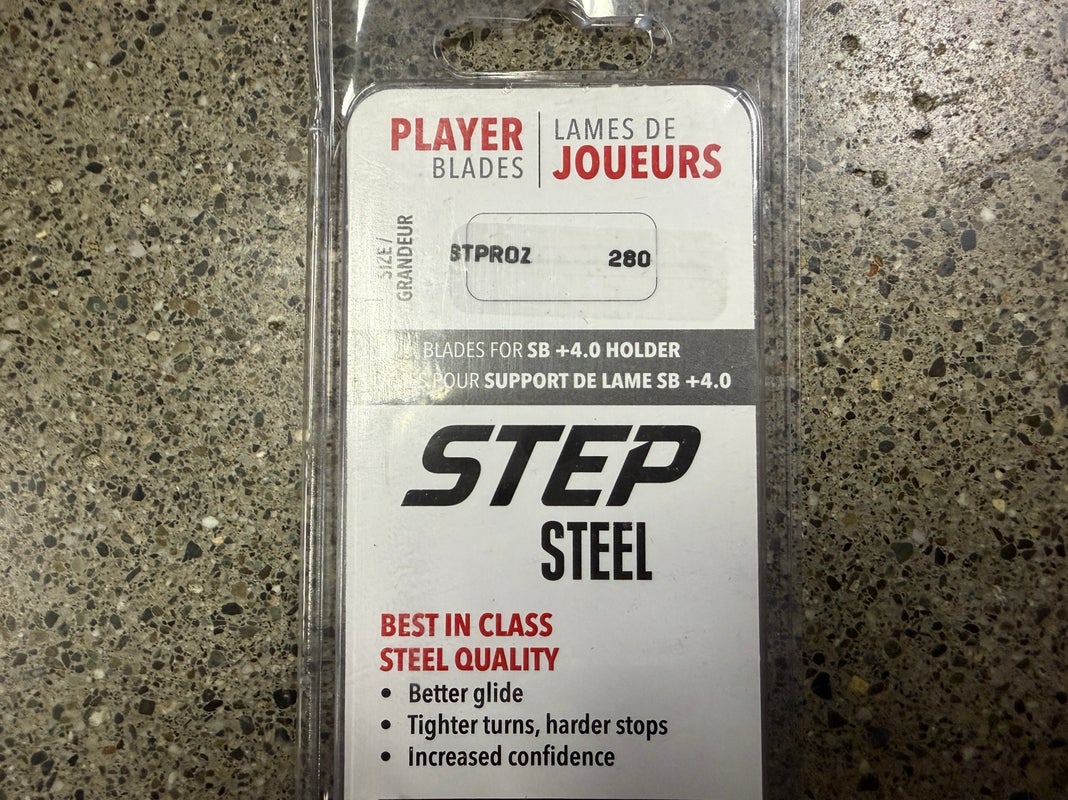 PLAYER
BLADES
LAMES DE
JOUEURS
SIZE /
GRANDEUR
STPROZ 280
BLADES FOR SB +4.0 HOLDER
POUR SUPPORT DE LAME SB +4.0
STEP
STEEL
BEST IN CLASS
STEEL QUALITY
• Better glide
• Tighter turns, harder stops
• Increased confidence